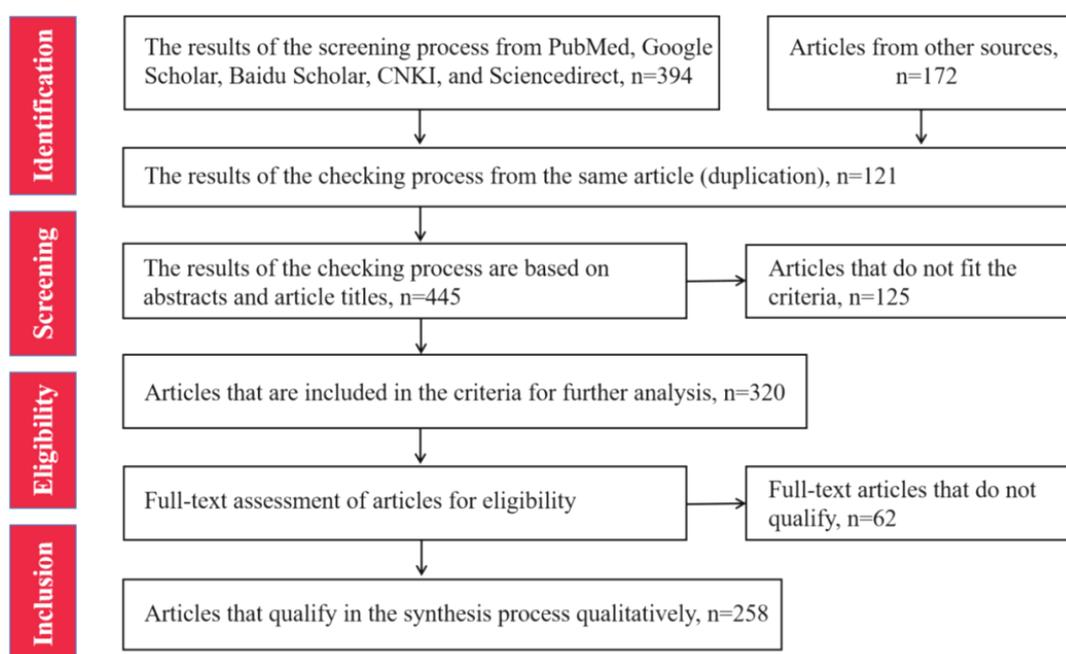 Identification
The results of the screening process from PubMed, Google
Scholar, Baidu Scholar, CNKI, and Sciencedirect, n=394
Articles from other sources,
n=172
The results of the checking process from the same article (duplication), n=121
Screening
The results of the checking process are based on
abstracts and article titles, n=445
Articles that do not fit the
criteria, n=125
Eligibility
Articles that are included in the criteria for further analysis, n=320
Full-text assessment of articles for eligibility
Full-text articles that do not
qualify, n=62
Inclusion
Articles that qualify in the synthesis process qualitatively, n=258